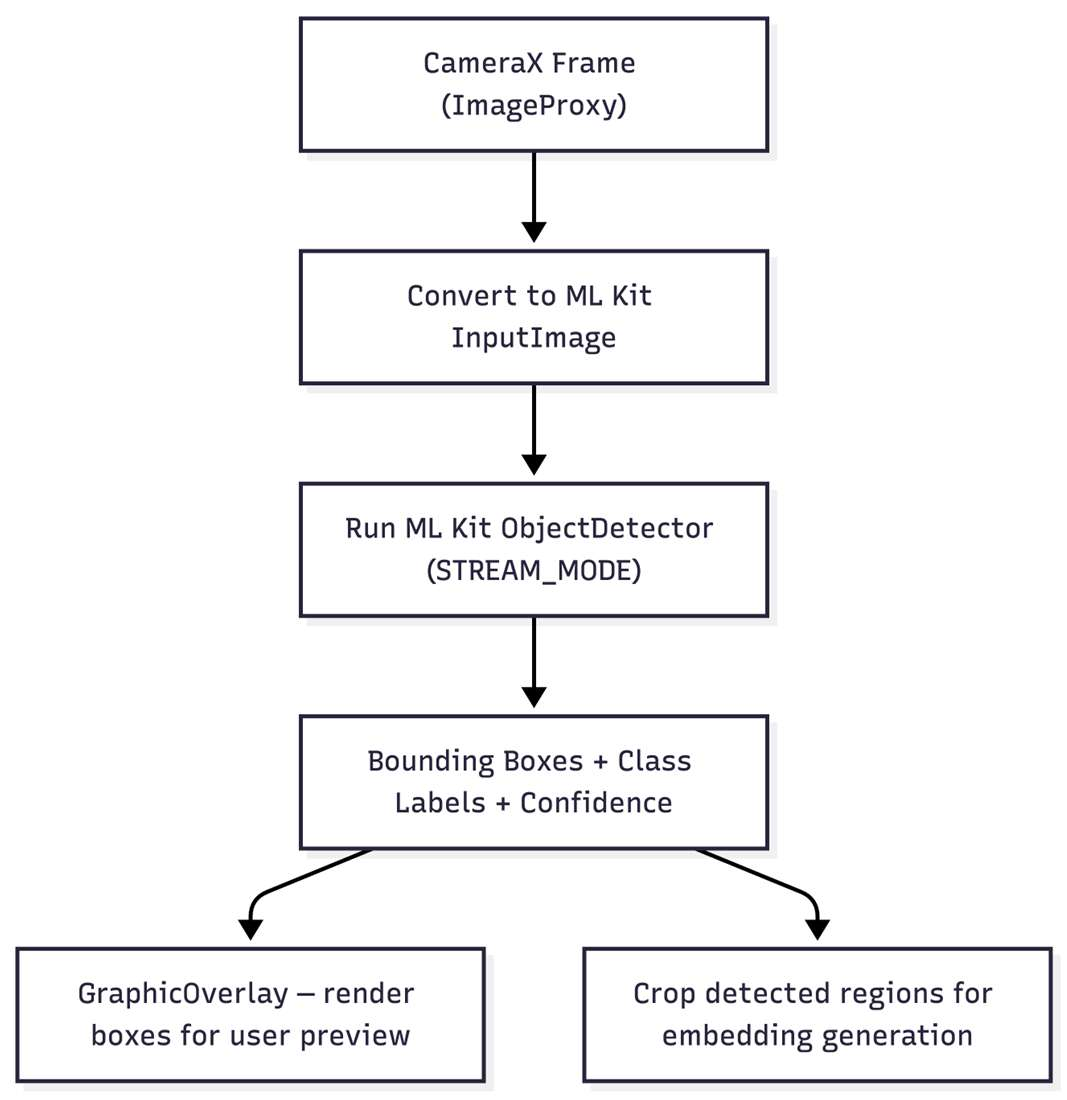 CameraX Frame
(ImageProxy)
Convert to ML Kit
InputImage
Run ML Kit ObjectDetector
(STREAM_MODE)
Bounding Boxes + Class
Labels + Confidence
GraphicOverlay – render
boxes for user preview
Crop detected regions for
embedding generation